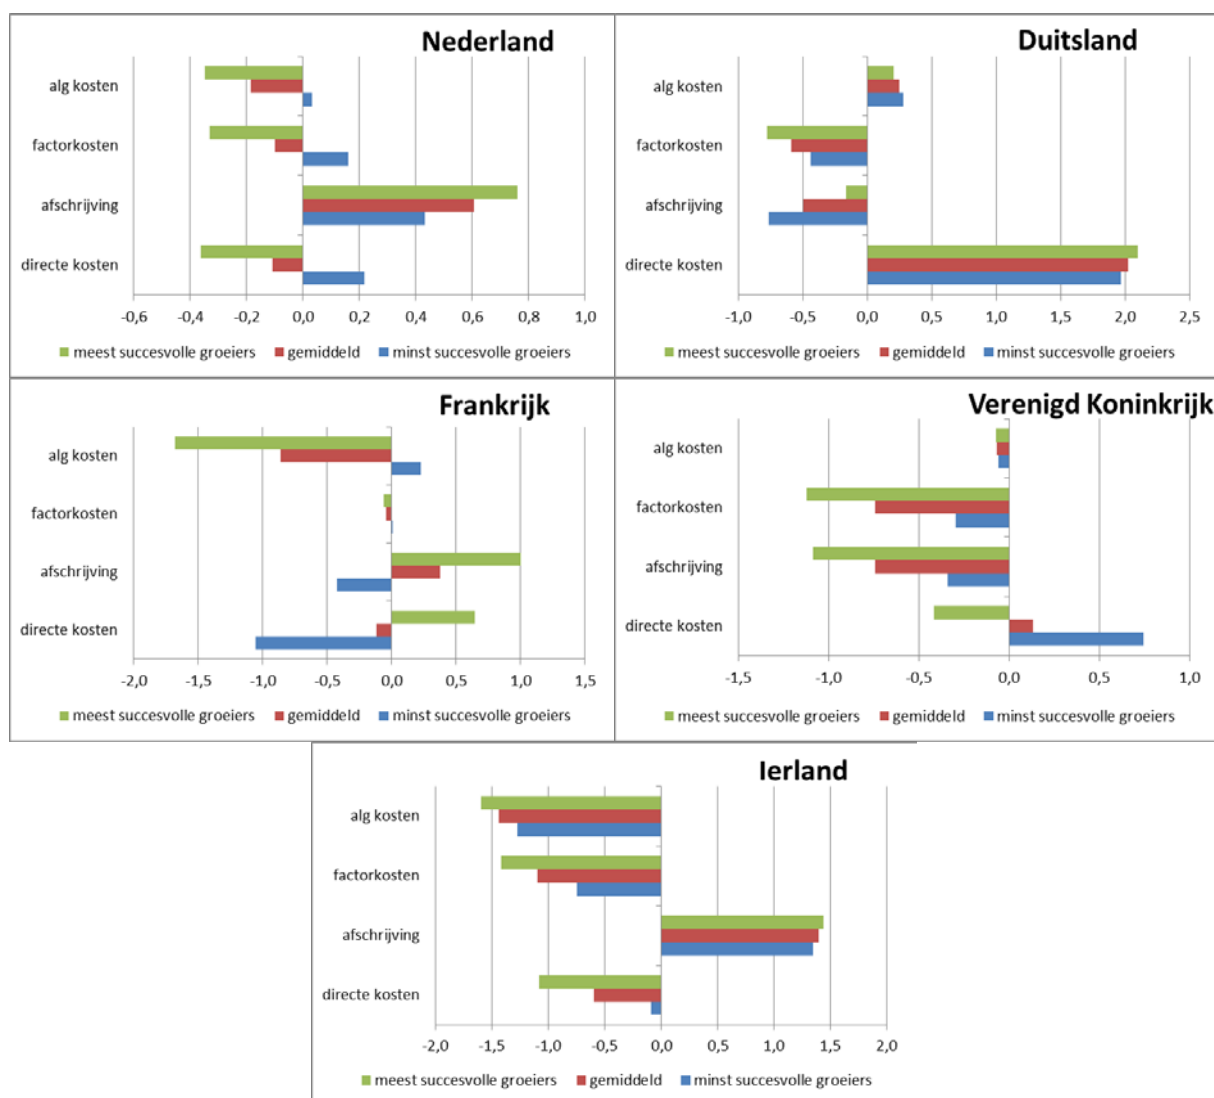 Nederland
alg kosten
factorkosten
afschrijving
directe kosten
-0,6 -0,4 -0,2 0,0 0,2 0,4 0,6 0,8 1,0
meest succesvolle groeiers gemiddeld minst succesvolle groeiers
Duitsland
alg kosten
factorkosten
afschrijving
directe kosten
-1,0 -0,5 0,0 0,5 1,0 1,5 2,0 2,5
meest succesvolle groeiers gemiddeld minst succesvolle groeiers
Frankrijk
alg kosten
factorkosten
afschrijving
directe kosten
-2,0 -1,5 -1,0 -0,5 0,0 0,5 1,0 1,5
meest succesvolle groeiers gemiddeld minst succesvolle groeiers
Verenigd Koninkrijk
alg kosten
factorkosten
afschrijving
directe kosten
-1,5 -1,0 -0,5 0,0 0,5 1,0
meest succesvolle groeiers gemiddeld minst succesvolle groeiers
Ierland
alg kosten
factorkosten
afschrijving
directe kosten
-2,0 -1,5 -1,0 -0,5 0,0 0,5 1,0 1,5 2,0
meest succesvolle groeiers gemiddeld minst succesvolle groeiers